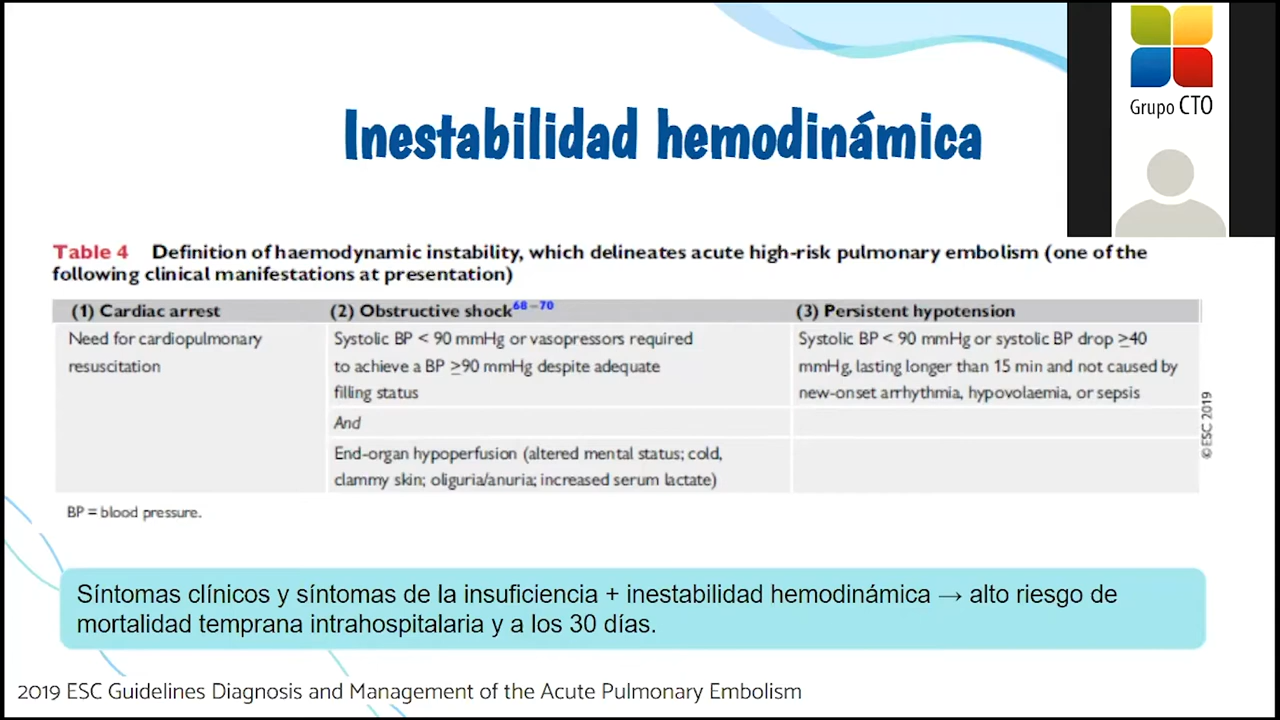 Grupo CTO
Inestabilidad hemodinámica
Table 4 Definition of haemodynamic instability, which delineates acute high-risk pulmonary embolism (one of the
following clinical manifestations at presentation)
(1) Cardiac arrest
(2) Obstructive shock68–70
(3) Persistent hypotension
Need for cardiopulmonary
resuscitation
Systolic BP < 90 mmHg or vasopressors required
to achieve a BP ≥90 mmHg despite adequate
filling status
And
End-organ hypoperfusion (altered mental status; cold,
clammy skin; oliguria/anuria; increased serum lactate)
Systolic BP < 90 mmHg or systolic BP drop ≥40
mmHg, lasting longer than 15 min and not caused by
new-onset arrhythmia, hypovolaemia, or sepsis
© ESC 2019
BP = blood pressure.
Síntomas clínicos y síntomas de la insuficiencia + inestabilidad hemodinámica → alto riesgo de
mortalidad temprana intrahospitalaria y a los 30 días.
2019 ESC Guidelines Diagnosis and Management of the Acute Pulmonary Embolism